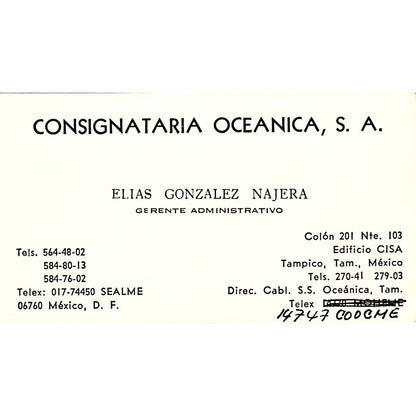 CONSIGNATARIA OCEANICA, S. A.
ELIAS GONZALEZ NAJERA
GERENTE ADMINISTRATIVO
Tels. 564-48-02
584-80-13
584-76-02
Telex: 017-74450 SEALME
06760 México, D. F.
Colón 201 Nte. 103
Edificio CISA
Tampico, Tam., México
Tels. 270-41 279-03
Direc. Cabl. S.S. Oceánica, Tam.
Telex
14747 COOCME